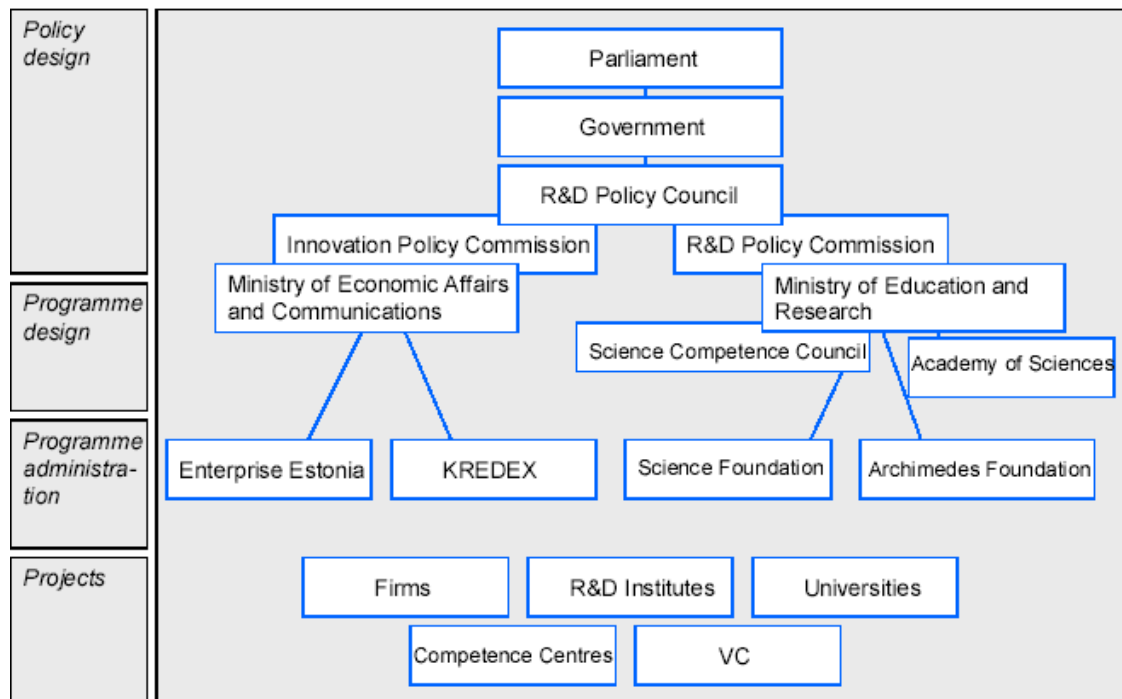 Policy
design
Parliament
Government
R&D Policy Council
Innovation Policy Commission
R&D Policy Commission
Ministry of Economic Affairs
and Communications
Ministry of Education and
Research
Programme
design
Science Competence Council
Academy of Sciences
Programme
administra-
tion
Enterprise Estonia
KREDEX
Science Foundation
Archimedes Foundation
Projects
Firms
R&D Institutes
Universities
Competence Centres
VC